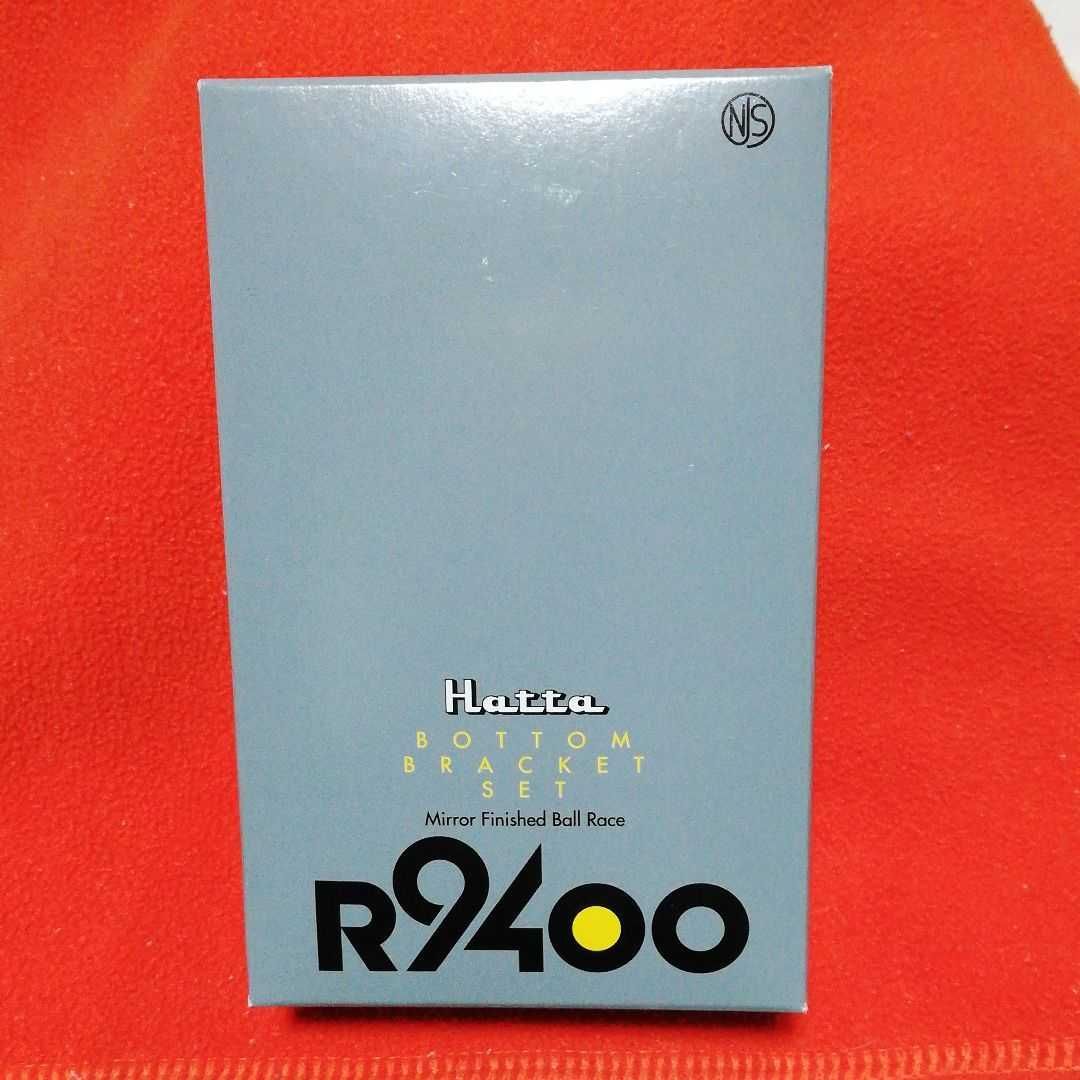 NJS
Hatta
BOTTOM
BRACKET
SET
Mirror Finished Ball Race
R9400